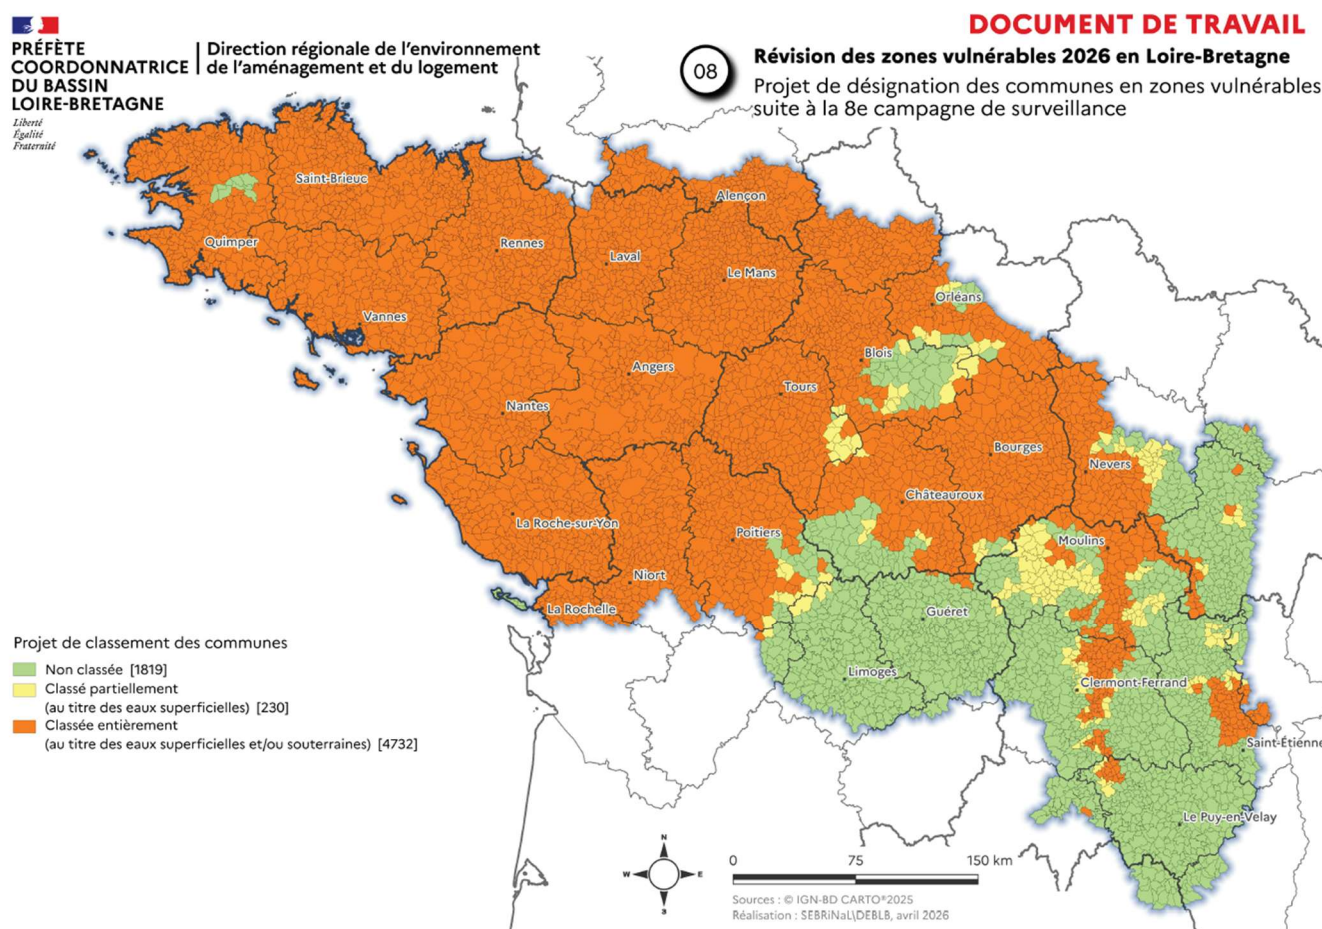 DOCUMENT DE TRAVAIL
PRÉFÈTE
COORDONNATRICE
DU BASSIN
LOIRE-BRETAGNE
Liberté
Égalité
Fraternité
Direction régionale de l'environnement
de l'aménagement et du logement
08
Révision des zones vulnérables 2026 en Loire-Bretagne
Projet de désignation des communes en zones vulnérables
suite à la 8e campagne de surveillance
Saint-Brieuc
Alençon
Quimper
Rennes
Laval
Le Mans
Orléans
Vannes
Blois
Angers
Tours
Nantes
Bourges
Nevers
Châteauroux
La Roche-sur-Yon
Poitiers
Moulins
Niort
La Rochelle
Guéret
Limoges
Clermont-Ferrand
Saint-Étienne
Le Puy-en-Velay
Projet de classement des communes
Non classée [1819]
Classé partiellement
(au titre des eaux superficielles) [230]
Classée entièrement
(au titre des eaux superficielles et/ou souterraines) [4732]
N
W E
S
0 75 150 km
Sources : © IGN-BD CARTO®2025
Réalisation : SEBRiNaL\DEBLB, avril 2026